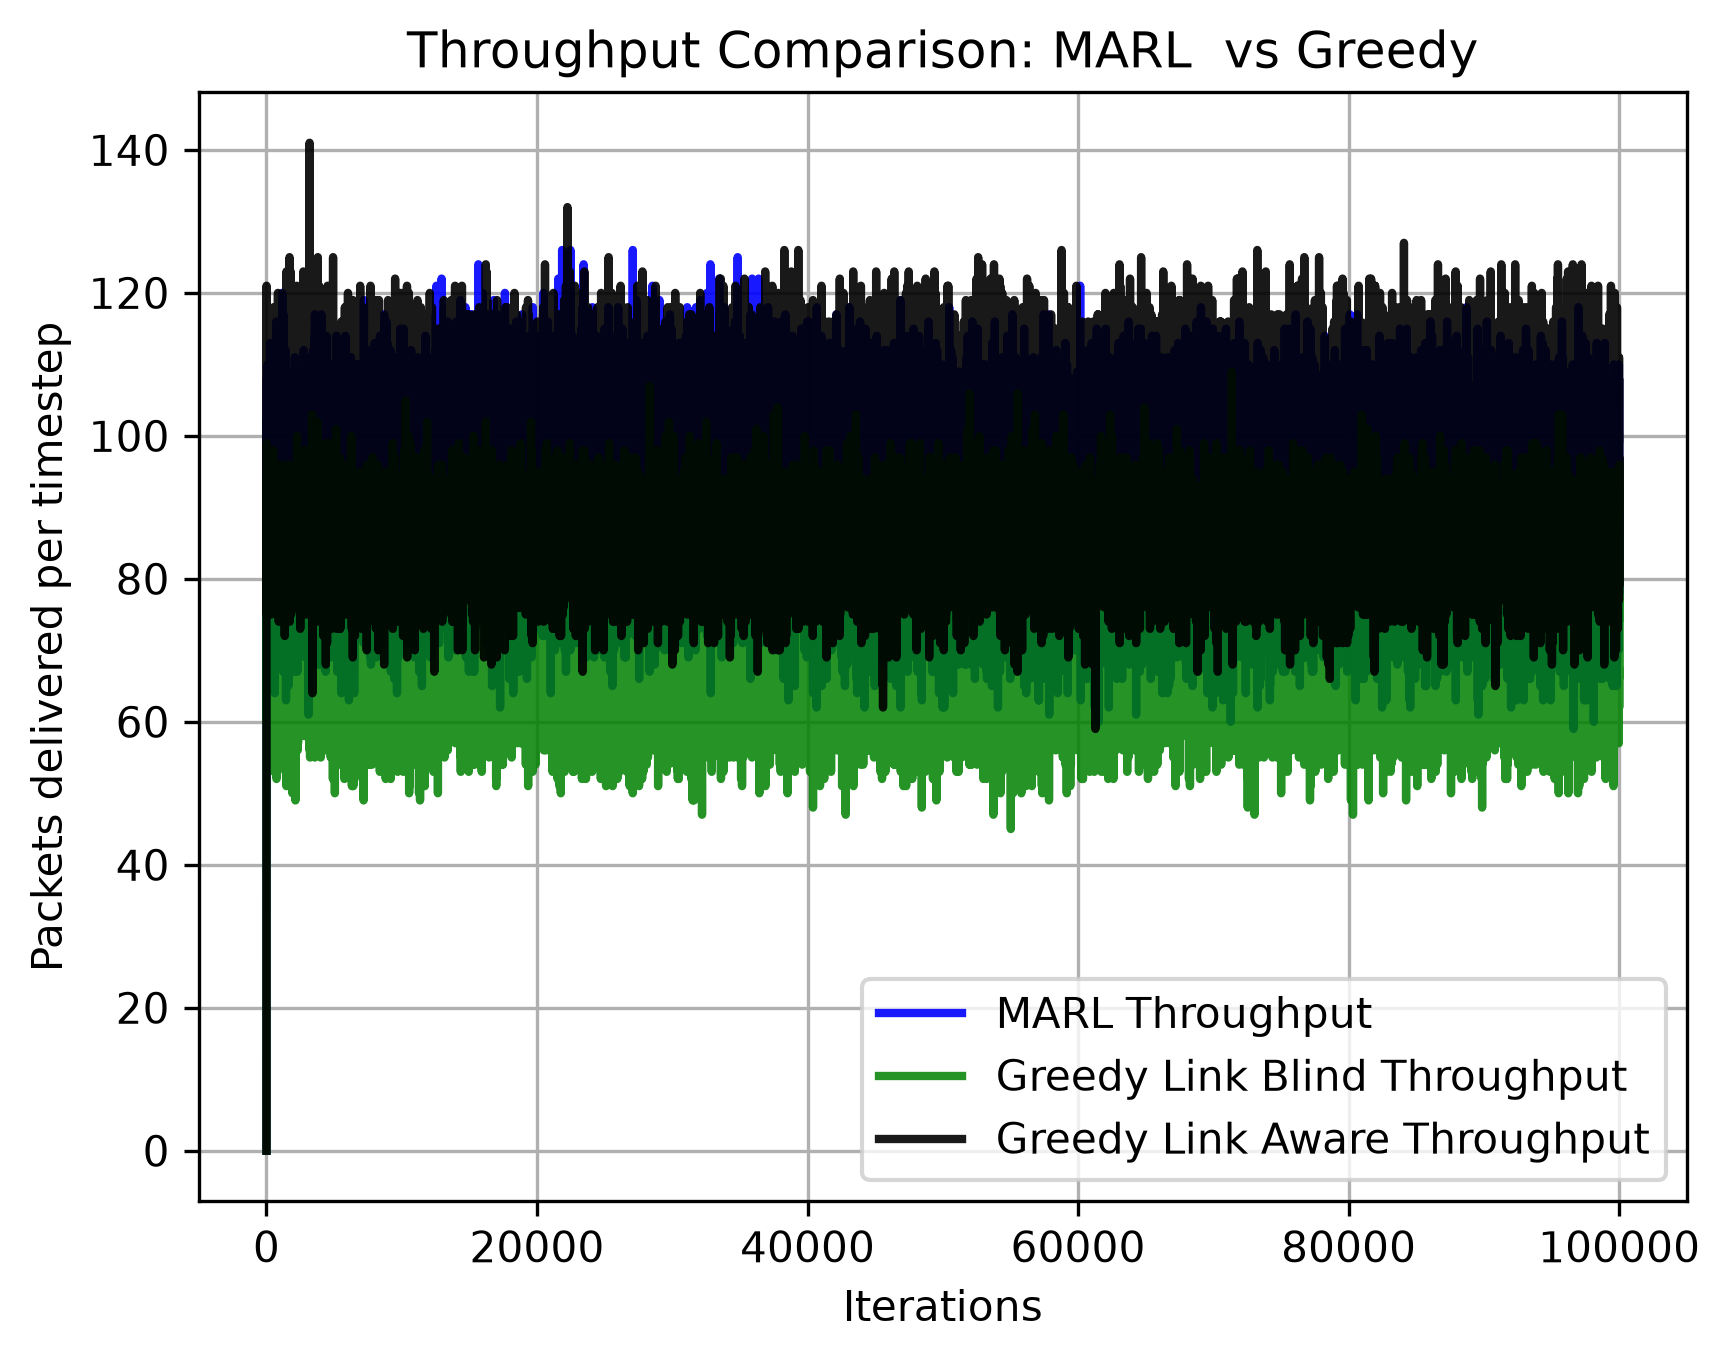 Throughput Comparison: MARL  vs Greedy
140
120
100
80
60
40
20
0
Packets delivered per timestep
MARL Throughput
Greedy Link Blind Throughput
Greedy Link Aware Throughput
0 20000 40000 60000 80000 100000
Iterations